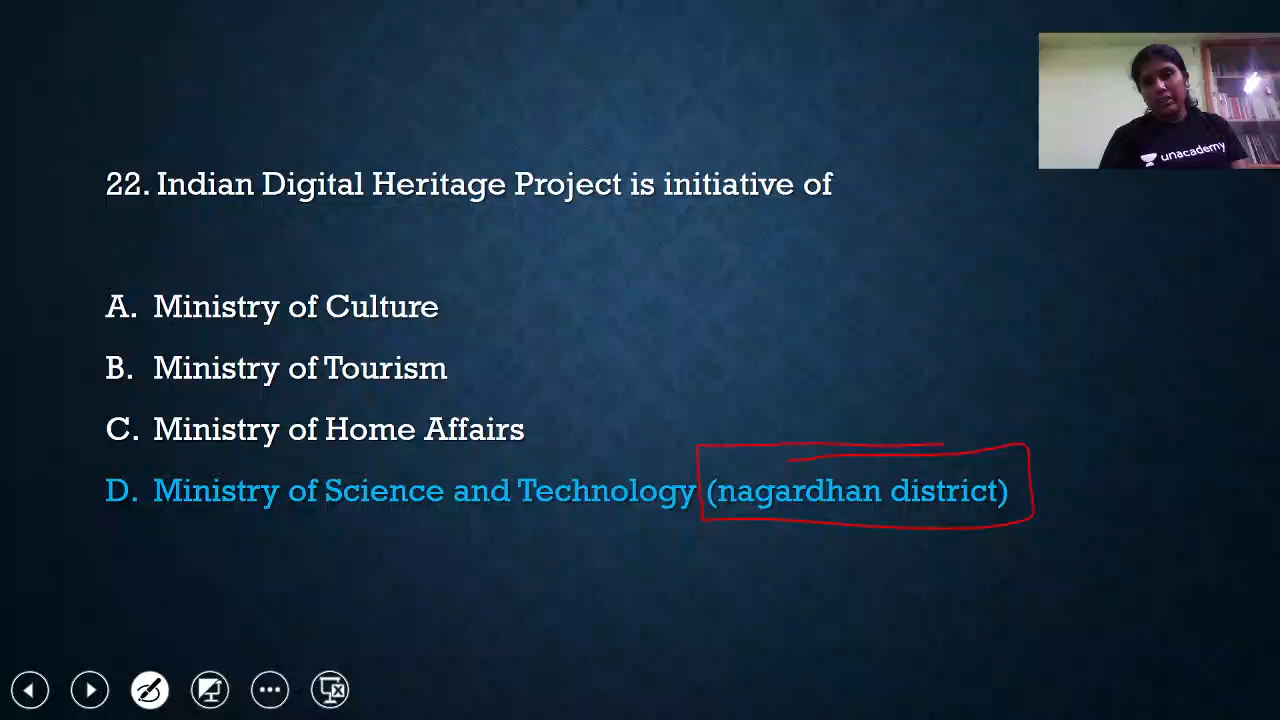 unacademy
22. Indian Digital Heritage Project is initiative of
A. Ministry of Culture
B. Ministry of Tourism
C. Ministry of Home Affairs
D. Ministry of Science and Technology (nagardhan district)